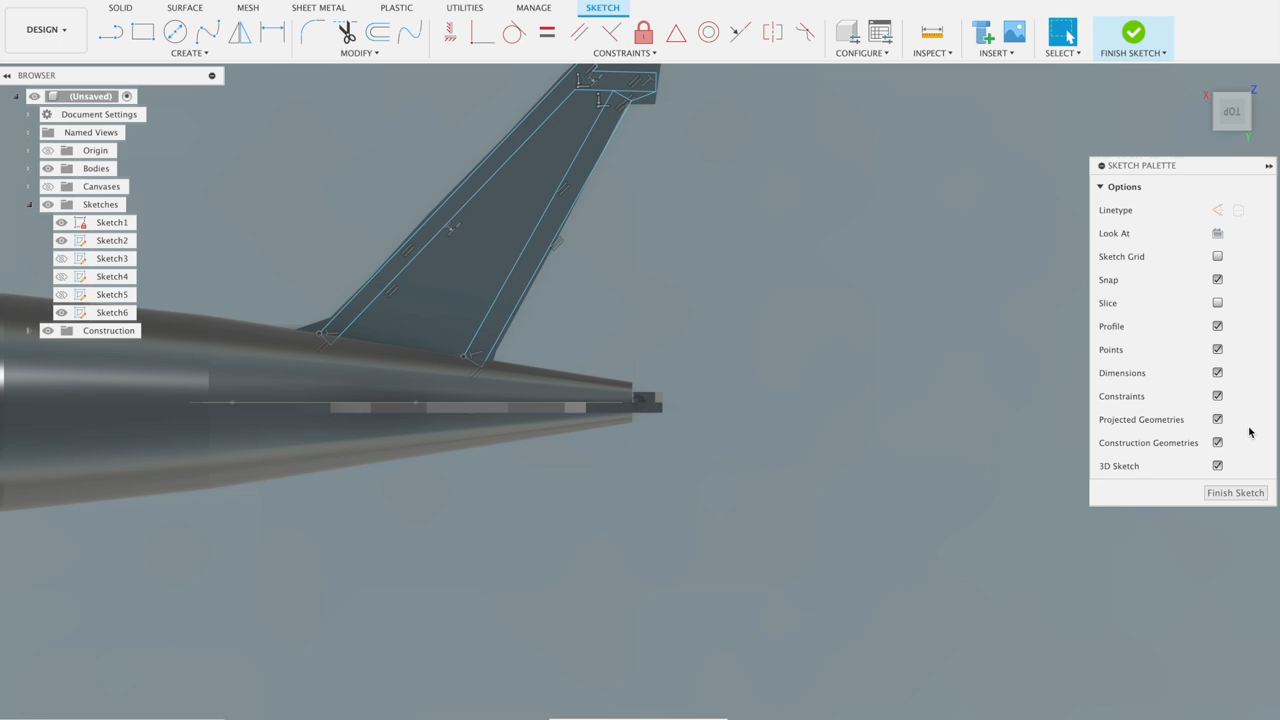 SOLID SURFACE MESH SHEET METAL PLASTIC UTILITIES MANAGE SKETCH
DESIGN
CREATE MODIFY CONSTRAINTS CONFIGURE INSPECT INSERT SELECT FINISH SKETCH
BROWSER
(Unsaved)
Document Settings
Named Views
Origin
Bodies
Canvases
Sketches
Sketch1
Sketch2
Sketch3
Sketch4
Sketch5
Sketch6
Construction
X
Z
TOP
Y
SKETCH PALETTE
Options
Linetype
Look At
Sketch Grid
Snap
Slice
Profile
Points
Dimensions
Constraints
Projected Geometries
Construction Geometries
3D Sketch
Finish Sketch